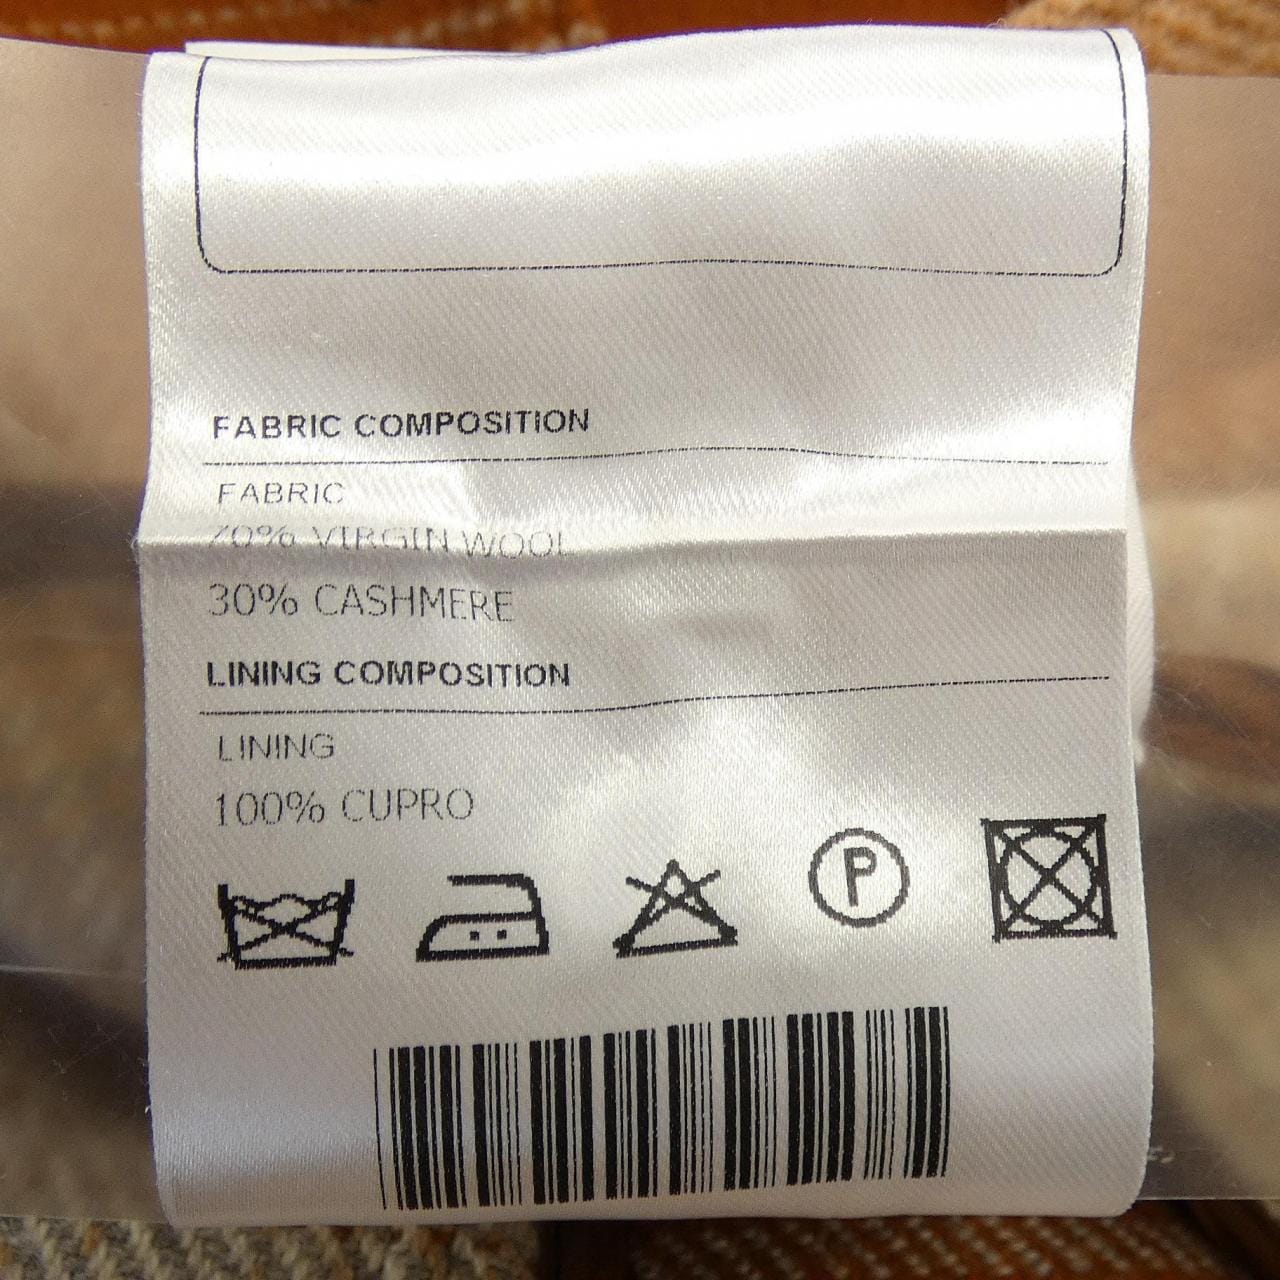 FABRIC COMPOSITION
FABRIC
70% VIRGIN WOOL
30% CASHMERE
LINING COMPOSITION
LINING
100% CUPRO
P